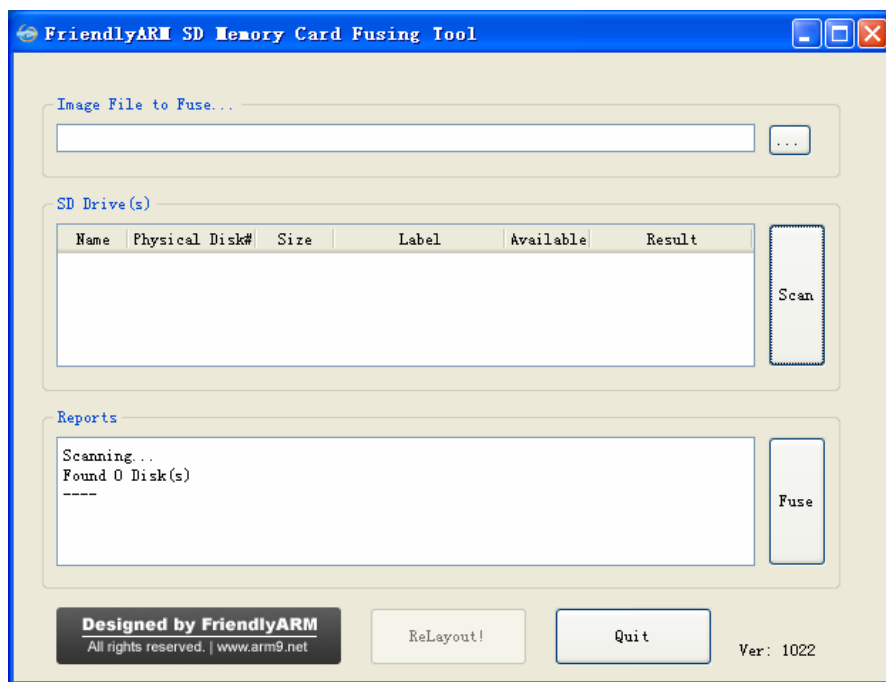 FriendlyARM SD Memory Card Fusing Tool
Image File to Fuse...
...
SD Drive(s)
Name Physical Disk# Size Label Available Result
Scan
Reports
Scanning...
Found 0 Disk(s)
----
Fuse
Designed by FriendlyARM
All rights reserved. | www.arm9.net
ReLayout!
Quit
Ver: 1022